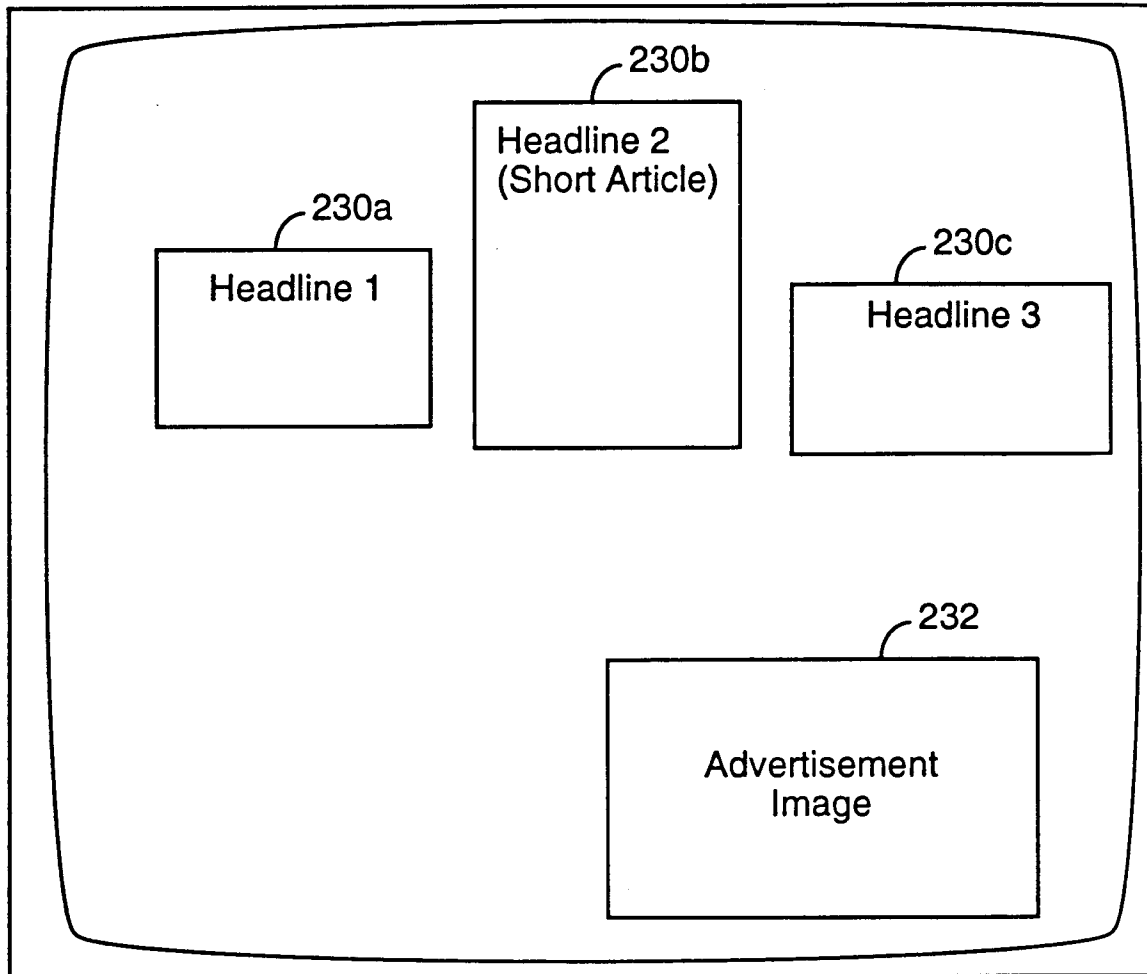 230b
Headline 2
(Short Article)
230a
Headline 1
230c
Headline 3
232
Advertisement
Image